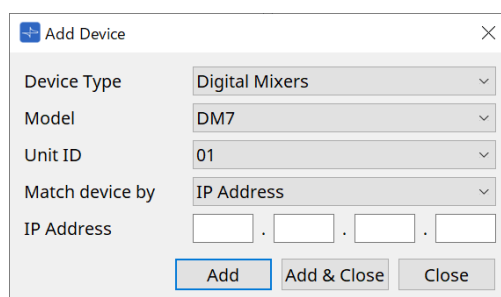 Add Device
Device Type Digital Mixers
Model DM7
Unit ID 01
Match device by IP Address
IP Address . . .
Add Add & Close Close